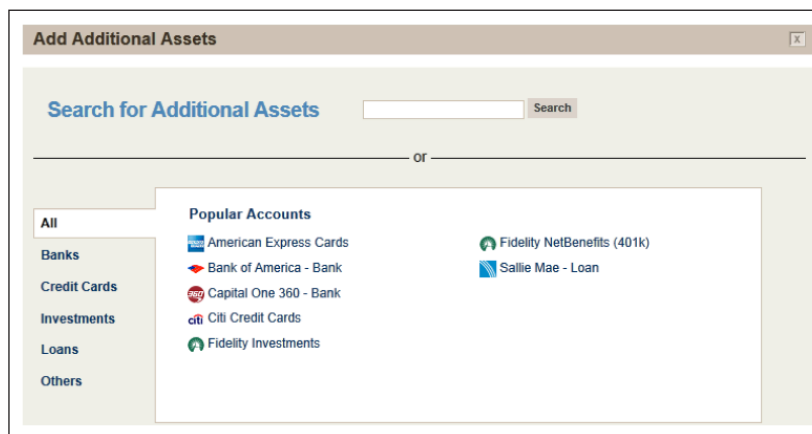 Add Additional Assets
x
Search for Additional Assets
Search
or
All
Banks
Credit Cards
Investments
Loans
Others
Popular Accounts
American Express Cards
Bank of America - Bank
360 Capital One 360 - Bank
citi Citi Credit Cards
Fidelity Investments
Fidelity NetBenefits (401k)
Sallie Mae - Loan